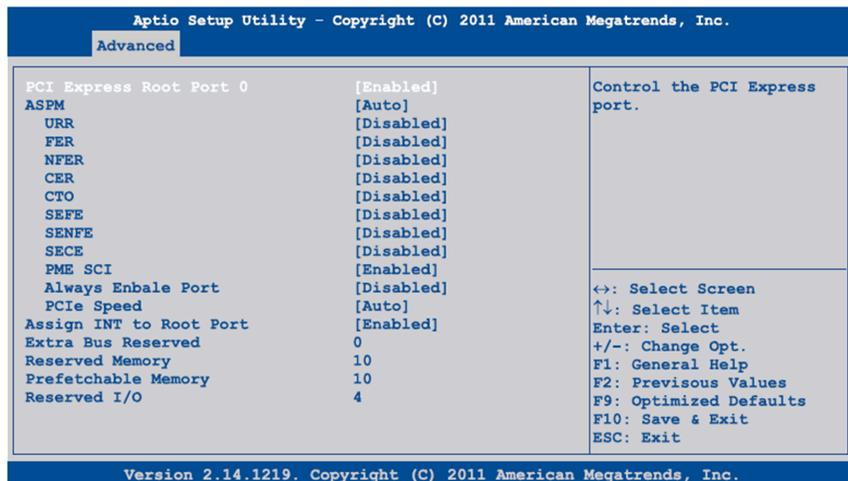 Aptio Setup Utility – Copyright (C) 2011 American Megatrends, Inc.
Advanced
PCI Express Root Port 0 [Enabled]
ASPM [Auto]
URR [Disabled]
FER [Disabled]
NFER [Disabled]
CER [Disabled]
CTO [Disabled]
SEFE [Disabled]
SENFE [Disabled]
SECE [Disabled]
PME SCI [Enabled]
Always Enbale Port [Disabled]
PCIe Speed [Auto]
Assign INT to Root Port [Enabled]
Extra Bus Reserved 0
Reserved Memory 10
Prefetchable Memory 10
Reserved I/O 4
Control the PCI Express
port.
↔: Select Screen
↑↓: Select Item
Enter: Select
+/-: Change Opt.
F1: General Help
F2: Previsous Values
F9: Optimized Defaults
F10: Save & Exit
ESC: Exit
Version 2.14.1219. Copyright (C) 2011 American Megatrends, Inc.